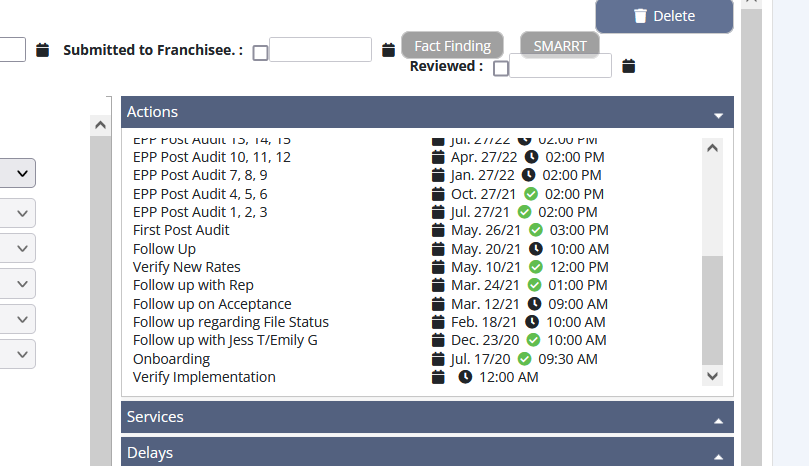 Delete
Submitted to Franchisee. :
Fact Finding
SMARRT
Reviewed :
Actions
EPP Post Audit 13, 14, 15 Jul. 27/22 02:00 PM
EPP Post Audit 10, 11, 12 Apr. 27/22 02:00 PM
EPP Post Audit 7, 8, 9 Jan. 27/22 02:00 PM
EPP Post Audit 4, 5, 6 Oct. 27/21 02:00 PM
EPP Post Audit 1, 2, 3 Jul. 27/21 02:00 PM
First Post Audit May. 26/21 03:00 PM
Follow Up May. 20/21 10:00 AM
Verify New Rates May. 10/21 12:00 PM
Follow up with Rep Mar. 24/21 01:00 PM
Follow up on Acceptance Mar. 12/21 09:00 AM
Follow up regarding File Status Feb. 18/21 10:00 AM
Follow up with Jess T/Emily G Dec. 23/20 10:00 AM
Onboarding Jul. 17/20 09:30 AM
Verify Implementation 12:00 AM
Services
Delays